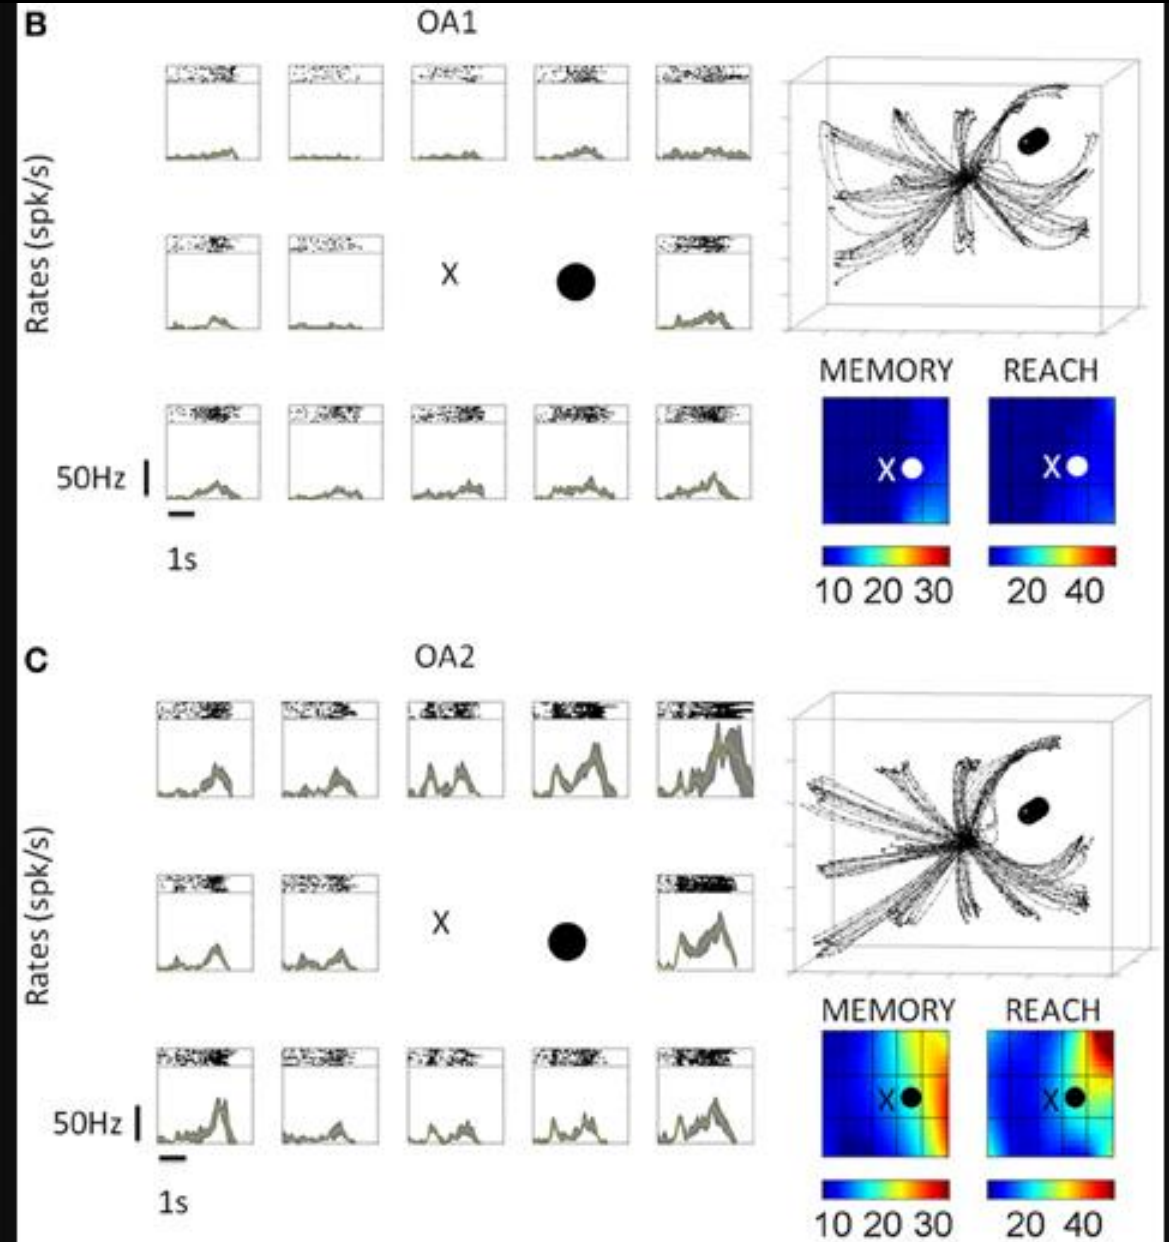 B
OA1
Rates (spk/s)
X
MEMORY REACH
X X
50Hz
1s
10 20 30 20 40
C
OA2
Rates (spk/s)
X
MEMORY REACH
X X
50Hz
1s
10 20 30 20 40